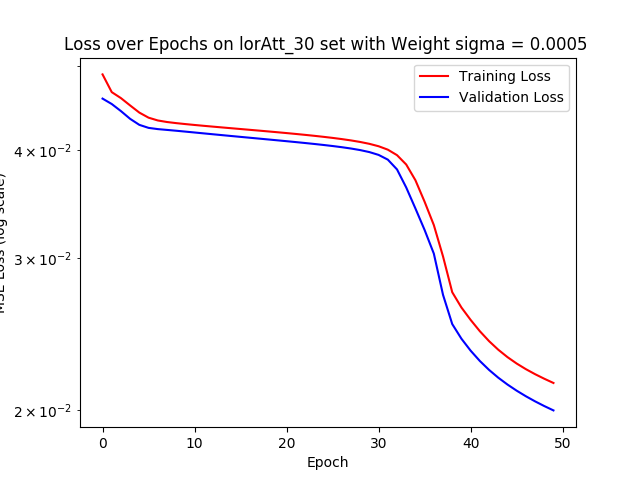 Loss over Epochs on lorAtt_30 set with Weight sigma = 0.0005
Training Loss
Validation Loss
MSE Loss (log scale)
4 × 10⁻²
3 × 10⁻²
2 × 10⁻²
0 10 20 30 40 50
Epoch